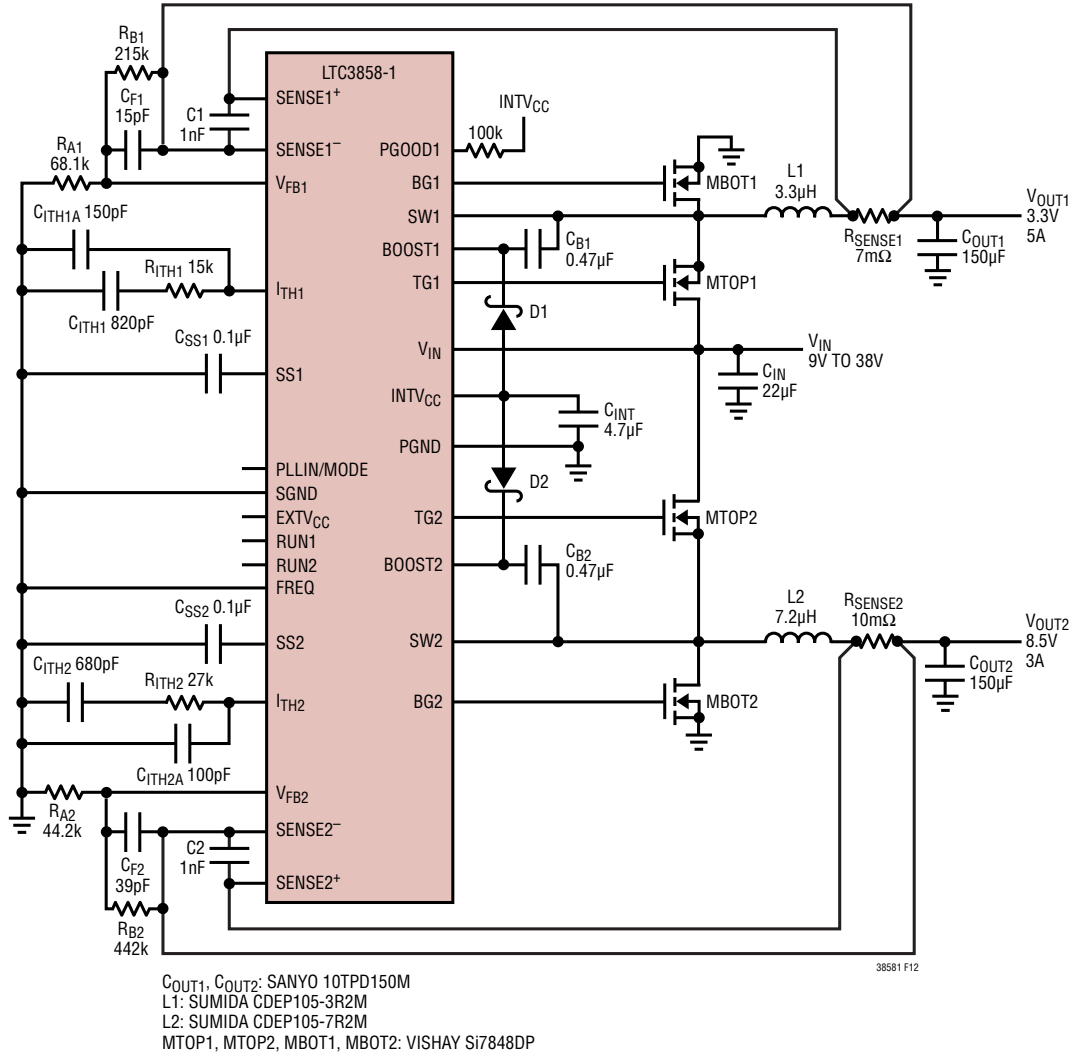 RB1
215k
CF1
15pF
RA1
68.1k
C1
1nF
LTC3858-1
SENSE1+
SENSE1–
VFB1
ITH1
SS1
PLLIN/MODE
SGND
EXTVCC
RUN1
RUN2
FREQ
SS2
ITH2
VFB2
SENSE2–
SENSE2+
PGOOD1
BG1
SW1
BOOST1
TG1
VIN
INTVCC
PGND
TG2
BOOST2
SW2
BG2
CITH1A 150pF
RITH1 15k
CITH1 820pF
CSS1 0.1µF
CSS2 0.1µF
CITH2 680pF
RITH2 27k
CITH2A 100pF
RA2
44.2k
CF2
39pF
RB2
442k
C2
1nF
INTVCC
100k
MBOT1
L1
3.3µH
RSENSE1
7mΩ
VOUT1
3.3V
5A
COUT1
150µF
CB1
0.47µF
MTOP1
D1
VIN
9V TO 38V
CIN
22µF
CINT
4.7µF
D2
MTOP2
CB2
0.47µF
L2
7.2µH
RSENSE2
10mΩ
VOUT2
8.5V
3A
COUT2
150µF
MBOT2
38581 F12
COUT1, COUT2: SANYO 10TPD150M
L1: SUMIDA CDEP105-3R2M
L2: SUMIDA CDEP105-7R2M
MTOP1, MTOP2, MBOT1, MBOT2: VISHAY Si7848DP